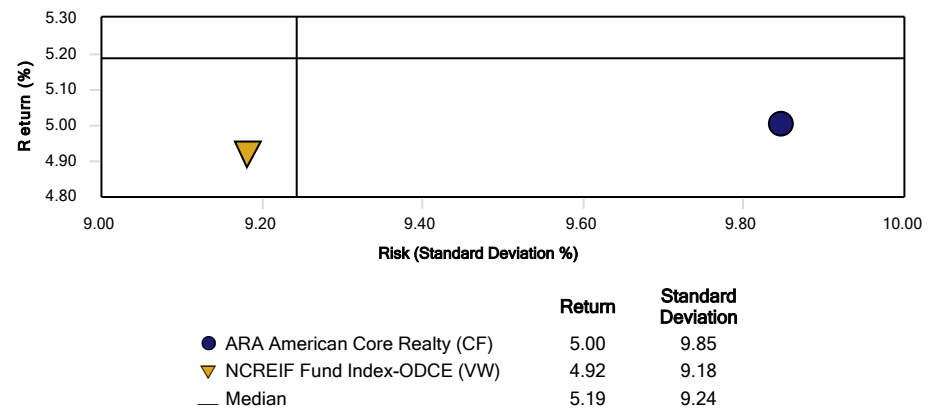 5.30
5.20
5.10
5.00
4.90
4.80
Return (%)
9.00 9.20 9.40 9.60 9.80 10.00
Risk (Standard Deviation %)
Return Standard Deviation
ARA American Core Realty (CF) 5.00 9.85
NCREIF Fund Index-ODCE (VW) 4.92 9.18
Median 5.19 9.24